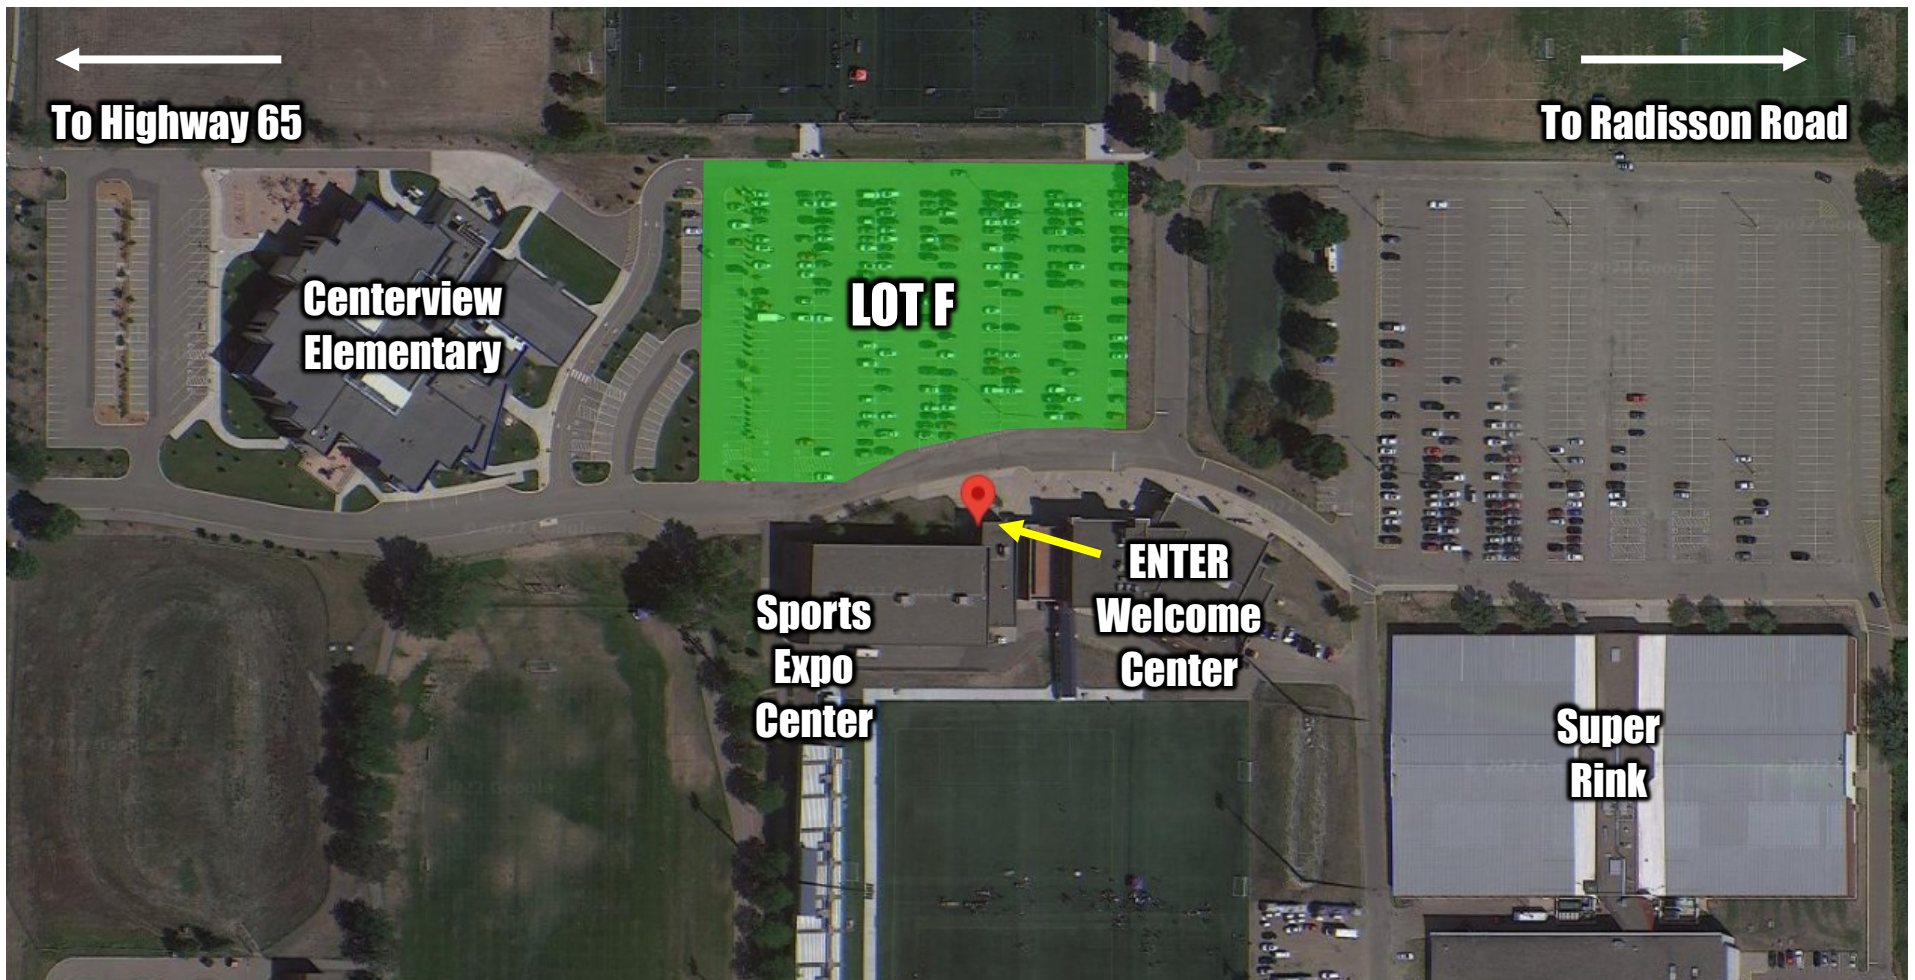 To Highway 65
To Radisson Road
Centerview
Elementary
LOT F
ENTER
Welcome
Center
Sports
Expo
Center
Super
Rink